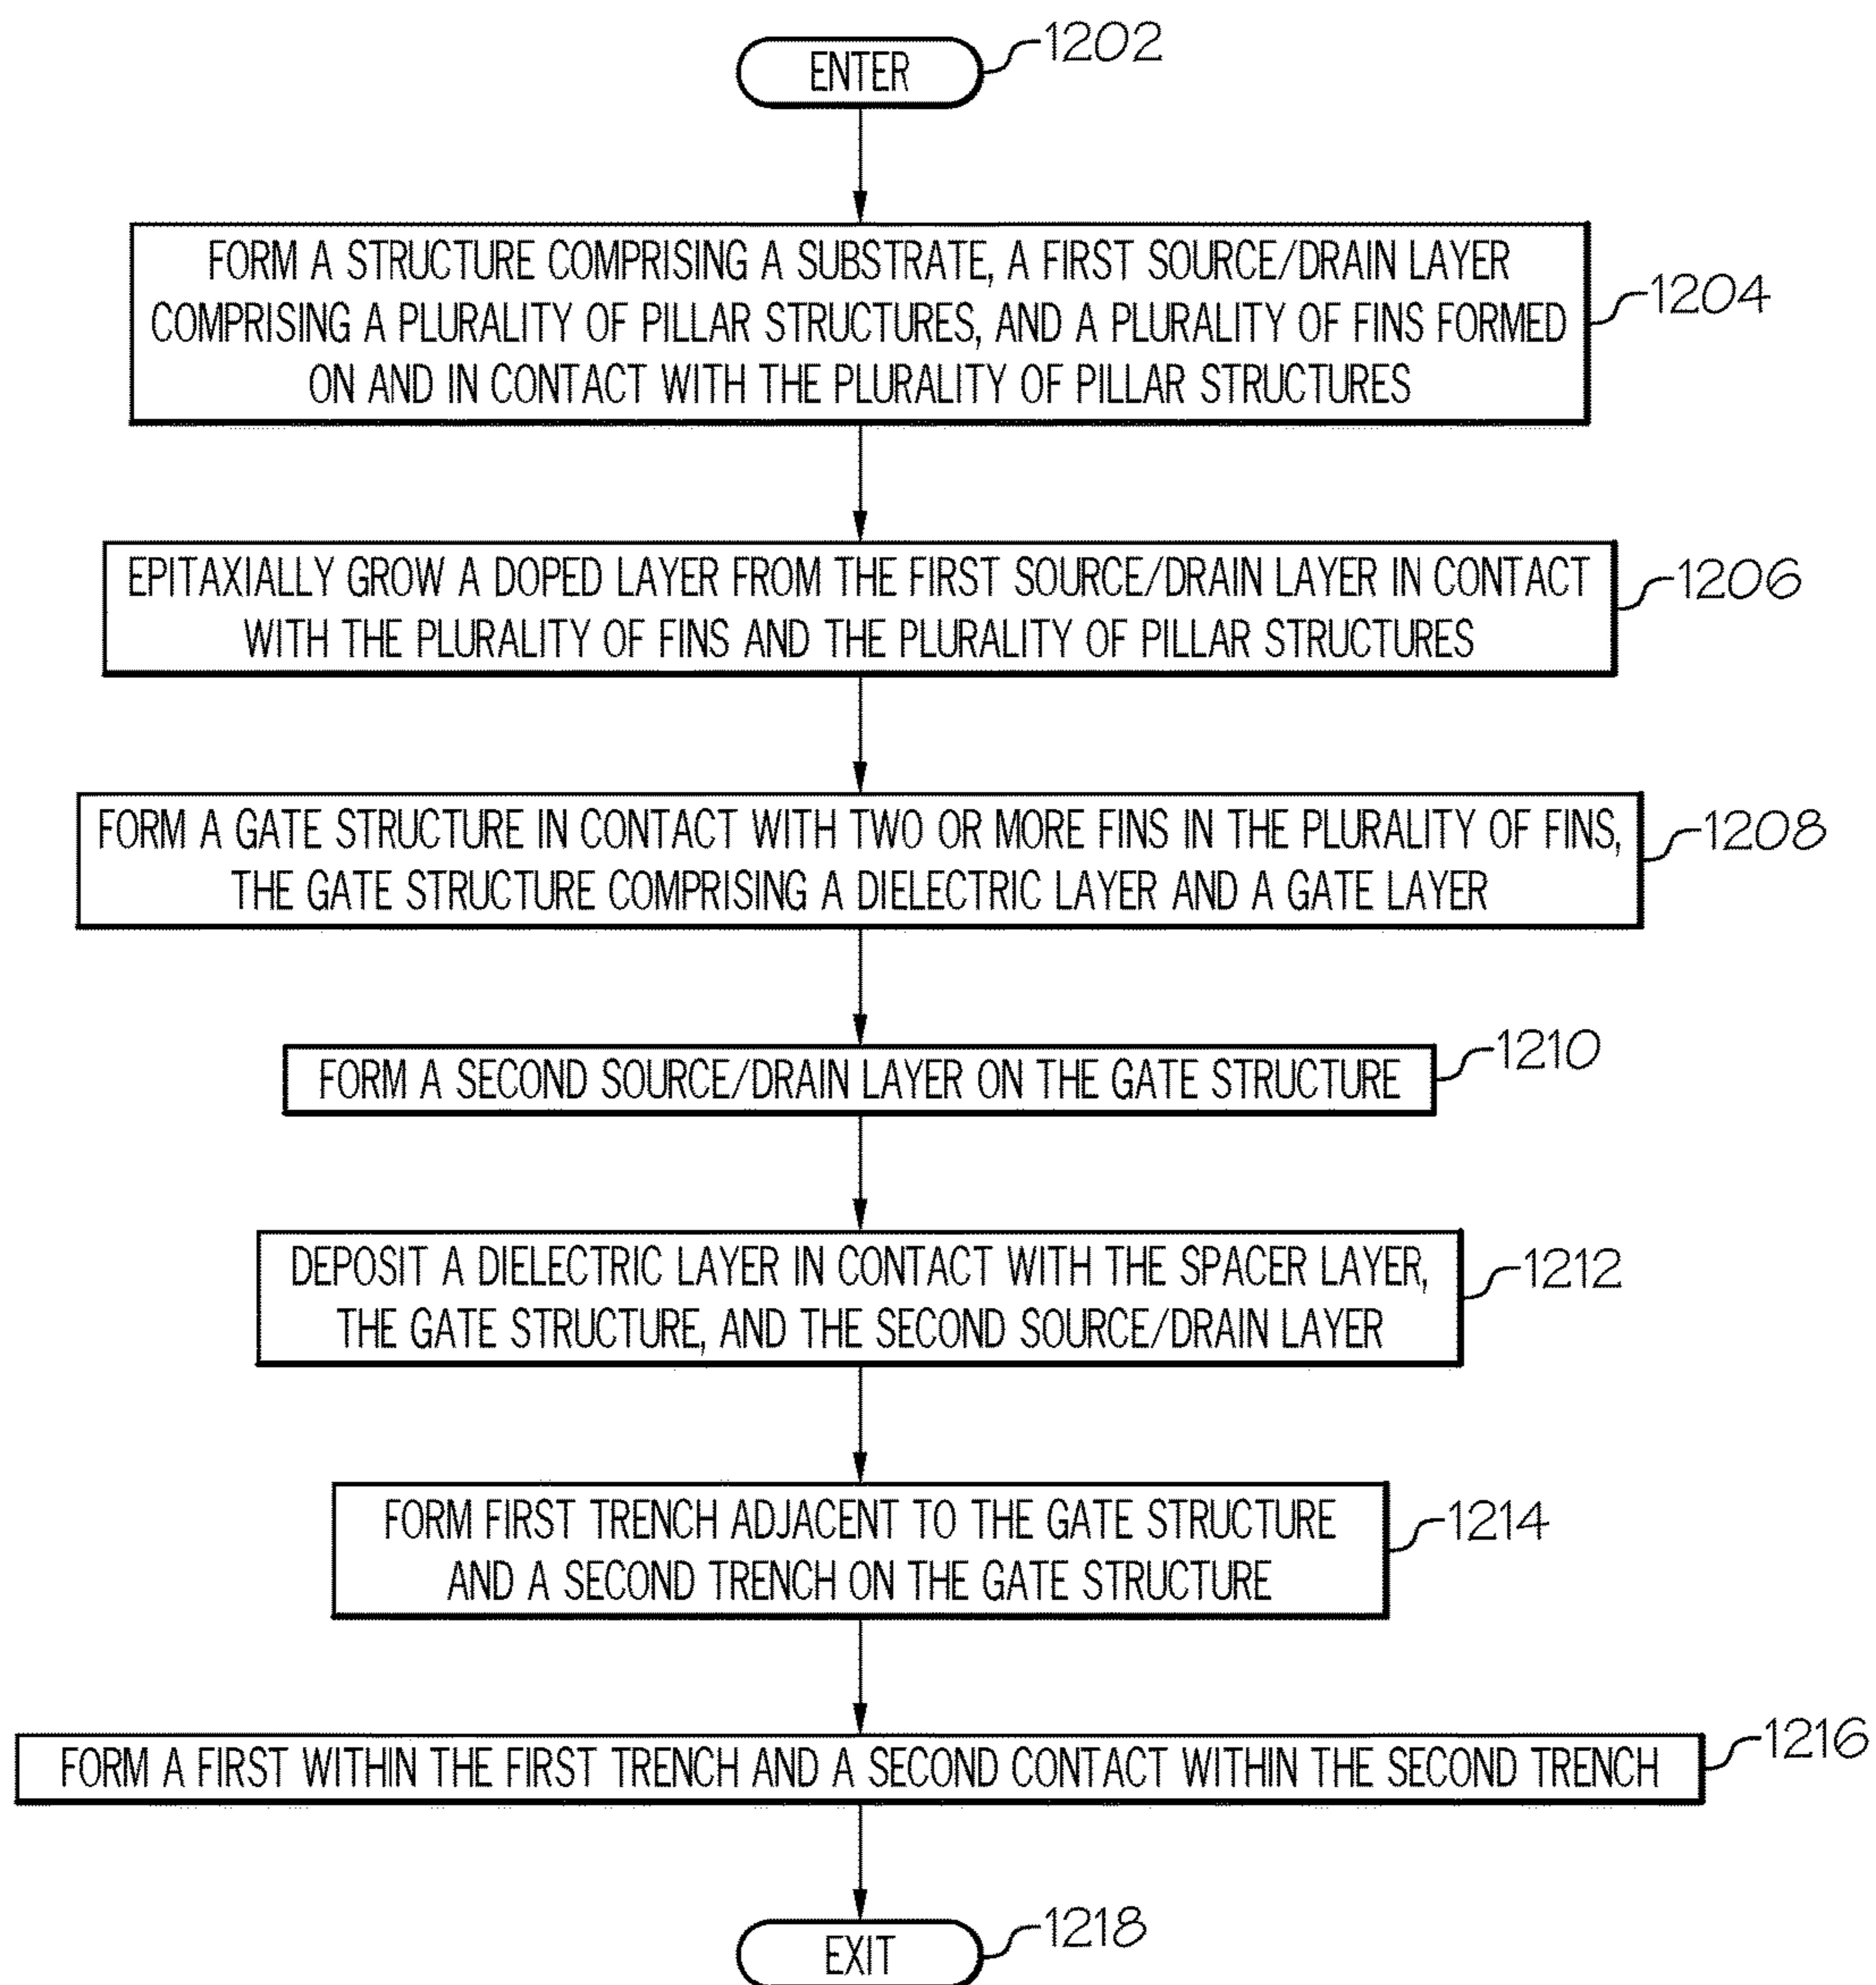 ENTER
1202
FORM A STRUCTURE COMPRISING A SUBSTRATE, A FIRST SOURCE/DRAIN LAYER
COMPRISING A PLURALITY OF PILLAR STRUCTURES, AND A PLURALITY OF FINS FORMED
ON AND IN CONTACT WITH THE PLURALITY OF PILLAR STRUCTURES
1204
EPITAXIALLY GROW A DOPED LAYER FROM THE FIRST SOURCE/DRAIN LAYER IN CONTACT
WITH THE PLURALITY OF FINS AND THE PLURALITY OF PILLAR STRUCTURES
1206
FORM A GATE STRUCTURE IN CONTACT WITH TWO OR MORE FINS IN THE PLURALITY OF FINS,
THE GATE STRUCTURE COMPRISING A DIELECTRIC LAYER AND A GATE LAYER
1208
FORM A SECOND SOURCE/DRAIN LAYER ON THE GATE STRUCTURE
1210
DEPOSIT A DIELECTRIC LAYER IN CONTACT WITH THE SPACER LAYER,
THE GATE STRUCTURE, AND THE SECOND SOURCE/DRAIN LAYER
1212
FORM FIRST TRENCH ADJACENT TO THE GATE STRUCTURE
AND A SECOND TRENCH ON THE GATE STRUCTURE
1214
FORM A FIRST WITHIN THE FIRST TRENCH AND A SECOND CONTACT WITHIN THE SECOND TRENCH
1216
EXIT
1218